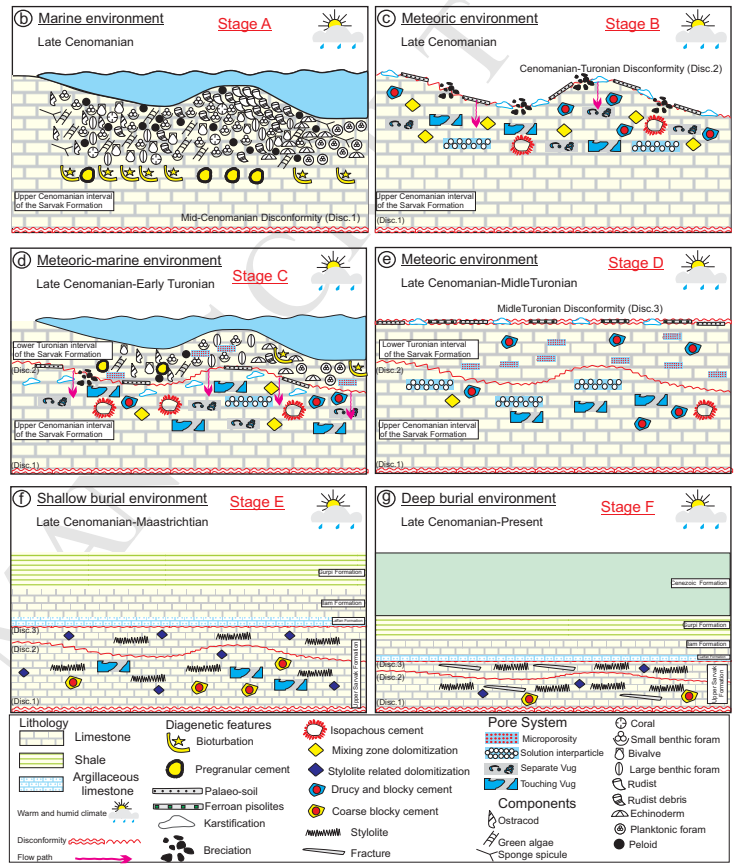 b Marine environment
Stage A
Late Cenomanian
Upper Cenomanian interval
of the Sarvak Formation
Mid-Cenomanian Disconformity (Disc.1)
c Meteoric environment
Stage B
Late Cenomanian
Cenomanian-Turonian Disconformity (Disc.2)
Upper Cenomanian interval
of the Sarvak Formation
(Disc.1)
d Meteoric-marine environment
Stage C
Late Cenomanian-Early Turonian
Lower Turonian interval
of the Sarvak Formation
(Disc.2)
Upper Cenomanian interval
of the Sarvak Formation
(Disc.1)
e Meteoric environment
Stage D
Late Cenomanian-MidleTuronian
MidleTuronian Disconformity (Disc.3)
Lower Turonian interval
of the Sarvak Formation
(Disc.2)
Upper Cenomanian interval
of the Sarvak Formation
(Disc.1)
f Shallow burial environment
Stage E
Late Cenomanian-Maastrichtian
Gurpi Formation
Ilam Formation
Laffan Formation
(Disc.3)
(Disc.2)
(Disc.1)
Upper Sarvak Formation
g Deep burial environment
Stage F
Late Cenomanian-Present
Cenezoic Formation
Gurpi Formation
Ilam Formation
(Disc.3)
(Disc.2)
(Disc.1)
Upper Sarvak Formation
Lithology
Limestone
Shale
Argillaceous
limestone
Warm and humid climate
Disconformity
Flow path
Diagenetic features
Bioturbation
Pregranular cement
Palaeo-soil
Ferroan pisolites
Karstification
Breciation
Isopachous cement
Mixing zone dolomitization
Stylolite related dolomitization
Drucy and blocky cement
Coarse blocky cement
Stylolite
Fracture
Pore System
Microporosity
Solution interparticle
Separate Vug
Touching Vug
Components
Ostracod
Green algae
Sponge spicule
Coral
Small benthic foram
Bivalve
Large benthic foram
Rudist
Rudist debris
Echinoderm
Planktonic foram
Peloid